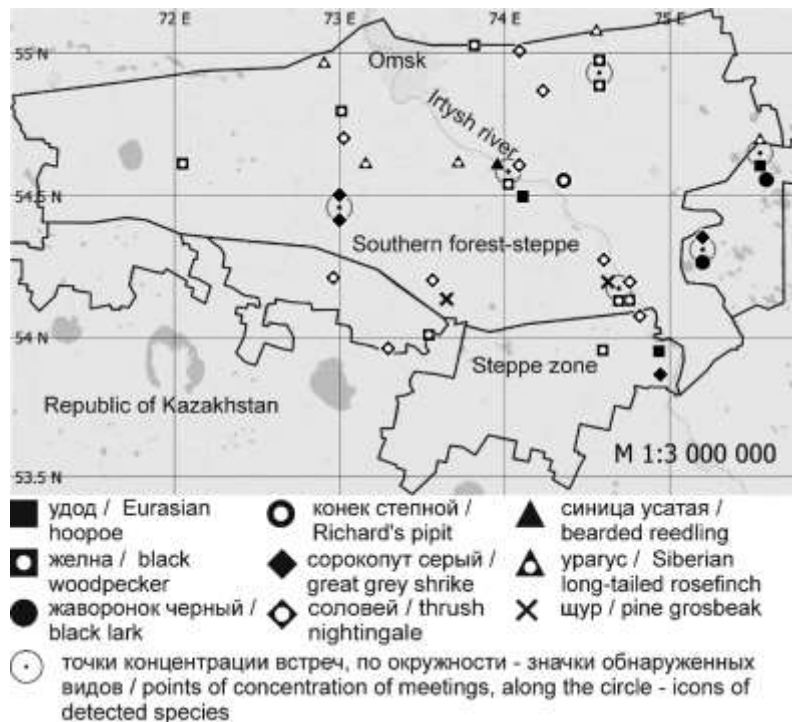 72 E 73 E 74 E 75 E
55 N
Omsk
Irtysh river
54.5 N
Southern forest-steppe
54 N
Steppe zone
Republic of Kazakhstan
53.5 N
М 1:3 000 000
удод / Eurasian
hoopoe
желна / black
woodpecker
жаворонок черный /
black lark
конек степной /
Richard's pipit
сорокопут серый /
great grey shrike
соловей / thrush
nightingale
синица усатая /
bearded reedling
урагус / Siberian
long-tailed rosefinch
щур / pine grosbeak
точки концентрации встреч, по окружности - значки обнаруженных
видов / points of concentration of meetings, along the circle - icons of
detected species